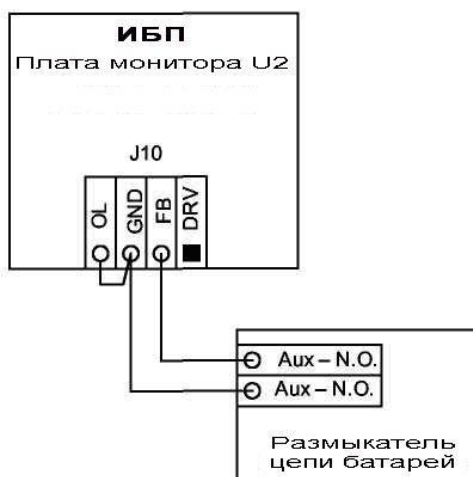 ИБП
Плата монитора U2
J10
OL
GND
FB
DRV
Aux – N.O.
Aux – N.O.
Размыкатель
цепи батарей